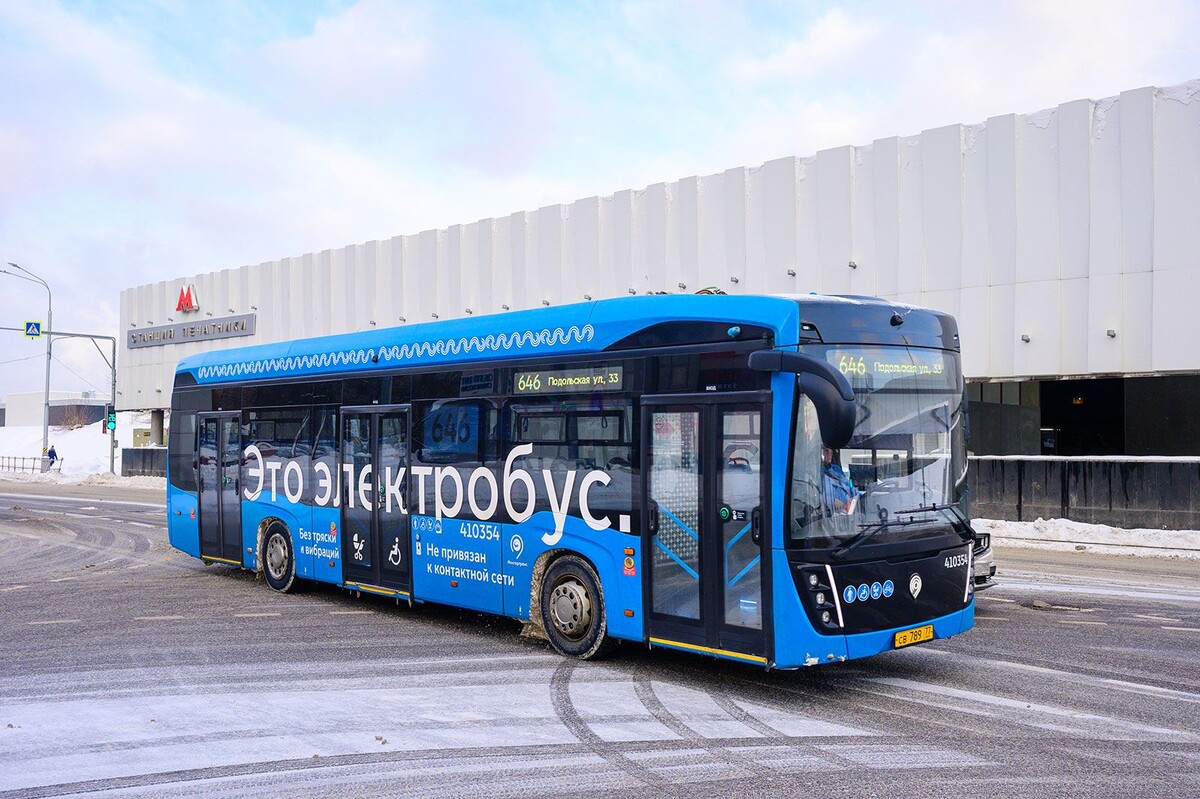 М
СТАНЦИЯ ПЕЧАТНИКИ
646 Подольская ул, 33
646 Подольская ул, 33
646
Это электробус.
Без тряски
и вибраций
410354
Не привязан
к контактной сети
Мосгортранс
410354
СВ 789 77